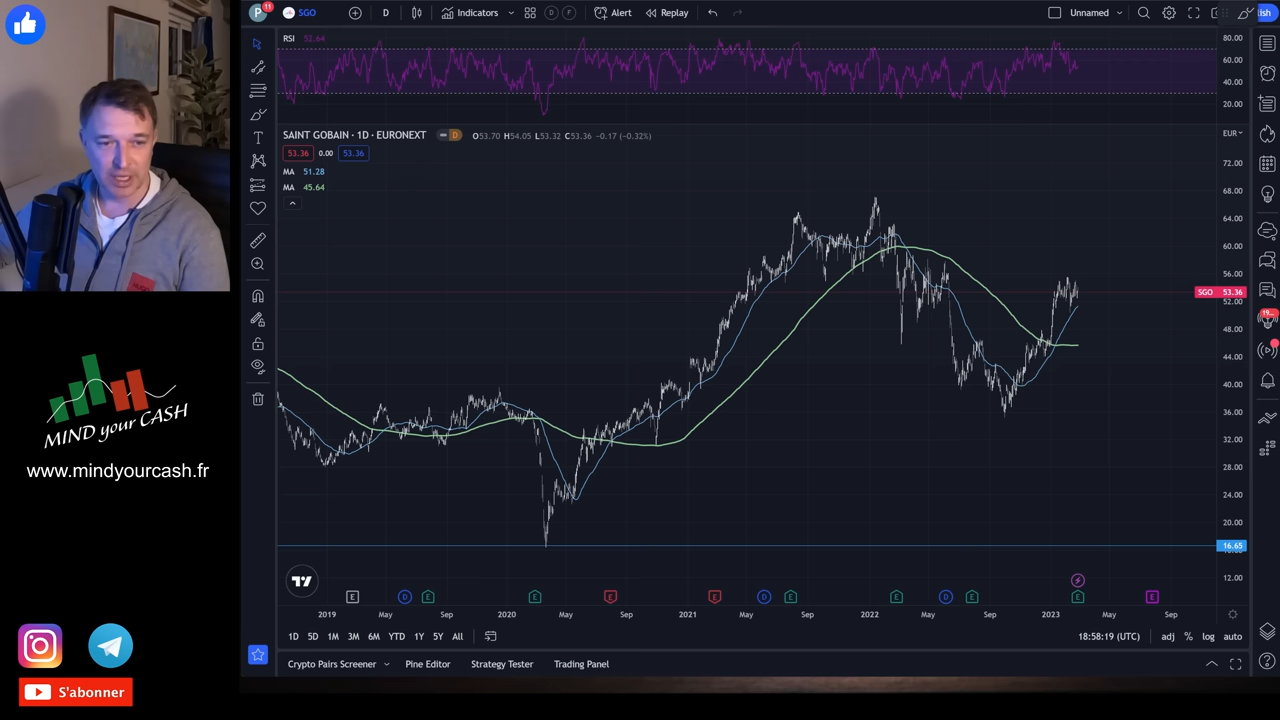 P 11 SGO D Indicators D F Alert Replay Unnamed ish
RSI 52.64
80.00
60.00
40.00
20.00
SAINT GOBAIN · 1D · EURONEXT D O53.70 H54.05 L53.32 C53.36 −0.17 (−0.32%)
53.36 0.00 53.36
MA 51.28
MA 45.64
EUR
72.00
68.00
64.00
60.00
56.00
SGO 53.36
52.00
48.00
44.00
40.00
36.00
32.00
28.00
24.00
20.00
16.65
12.00
MIND your CASH
www.mindyourcash.fr
E D E E E E D E E D E E E
2019 May Sep 2020 May Sep 2021 May Sep 2022 May Sep 2023 May Sep
1D 5D 1M 3M 6M YTD 1Y 5Y All 18:58:19 (UTC) adj % log auto
Crypto Pairs Screener Pine Editor Strategy Tester Trading Panel
S'abonner